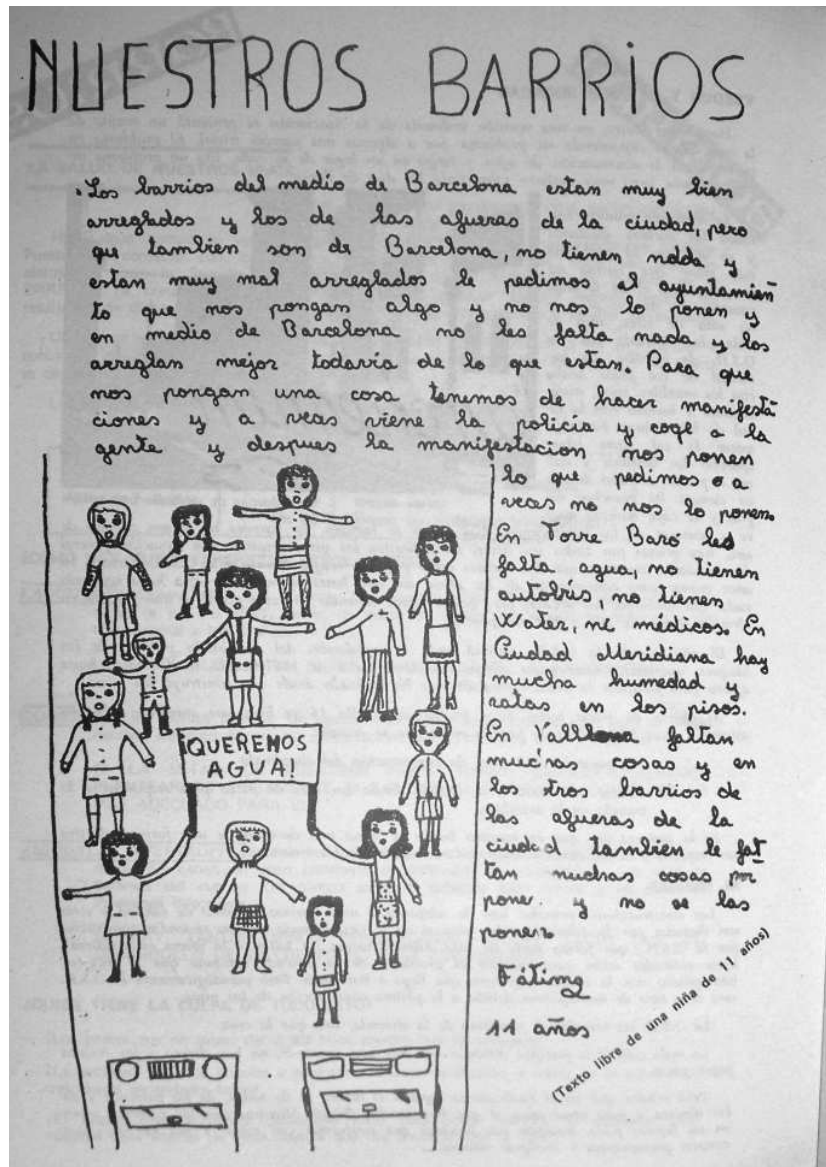 NUESTROS BARRIOS
. Los barrios del medio de Barcelona estan muy bien
arreglados y los de las afueras de la ciudad, pero
que tambien son de Barcelona, no tienen nadda y
estan muy mal arreglados le pedimos al ayuntamien
to que nos pongan algo y no nos lo ponen y
en medio de Barcelona no les falta nada y los
arreglan mejor todavía de lo que estan. Para que
nos pongan una cosa tenemos de hacer manifesta
ciones y a veces viene la policía y coge a la
gente y despues la manifestacion nos ponen
lo que pedimos o a
veces no nos lo ponen.
En Torre Baró les
falta agua, no tienen
autobús, no tienen
Water, ni médicos. En
Ciudad Meridiana hay
mucha humedad y
ratas en los pisos.
En Vallbona faltan
muchas cosas y en
los otros barrios de
las afueras de la
ciudad tambien le fal
tan muchas cosas por
poner y no se las
ponen
QUEREMOS
AGUA!
Fátima
11 años
(Texto libre de una niña de 11 años)